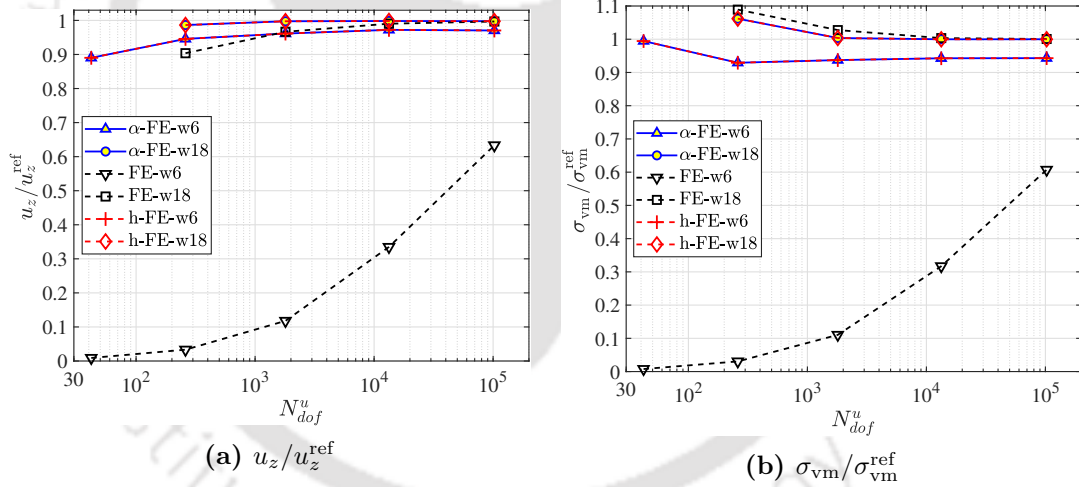 1
0.9
0.8
0.7
0.6
0.5
0.4
0.3
0.2
0.1
0
u_z/u_z^ref
α-FE-w6
α-FE-w18
FE-w6
FE-w18
h-FE-w6
h-FE-w18
30 10^2 10^3 10^4 10^5
N_dof^u
(a) u_z/u_z^ref
1.1
1
0.9
0.8
0.7
0.6
0.5
0.4
0.3
0.2
0.1
0
σ_vm/σ_vm^ref
α-FE-w6
α-FE-w18
FE-w6
FE-w18
h-FE-w6
h-FE-w18
30 10^2 10^3 10^4 10^5
N_dof^u
(b) σ_vm/σ_vm^ref